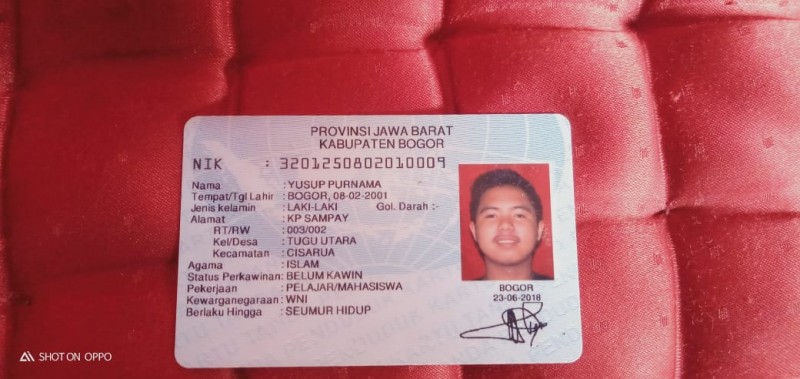 PROVINSI JAWA BARAT
KABUPATEN BOGOR
NIK : 3201250802010009
Nama : YUSUP PURNAMA
Tempat/Tgl Lahir : BOGOR, 08-02-2001
Jenis kelamin : LAKI-LAKI Gol. Darah :-
Alamat : KP SAMPAY
RT/RW : 003/002
Kel/Desa : TUGU UTARA
Kecamatan : CISARUA
Agama : ISLAM
Status Perkawinan: BELUM KAWIN
Pekerjaan : PELAJAR/MAHASISWA
Kewarganegaraan: WNI
Berlaku Hingga : SEUMUR HIDUP
BOGOR
23-06-2018
SHOT ON OPPO